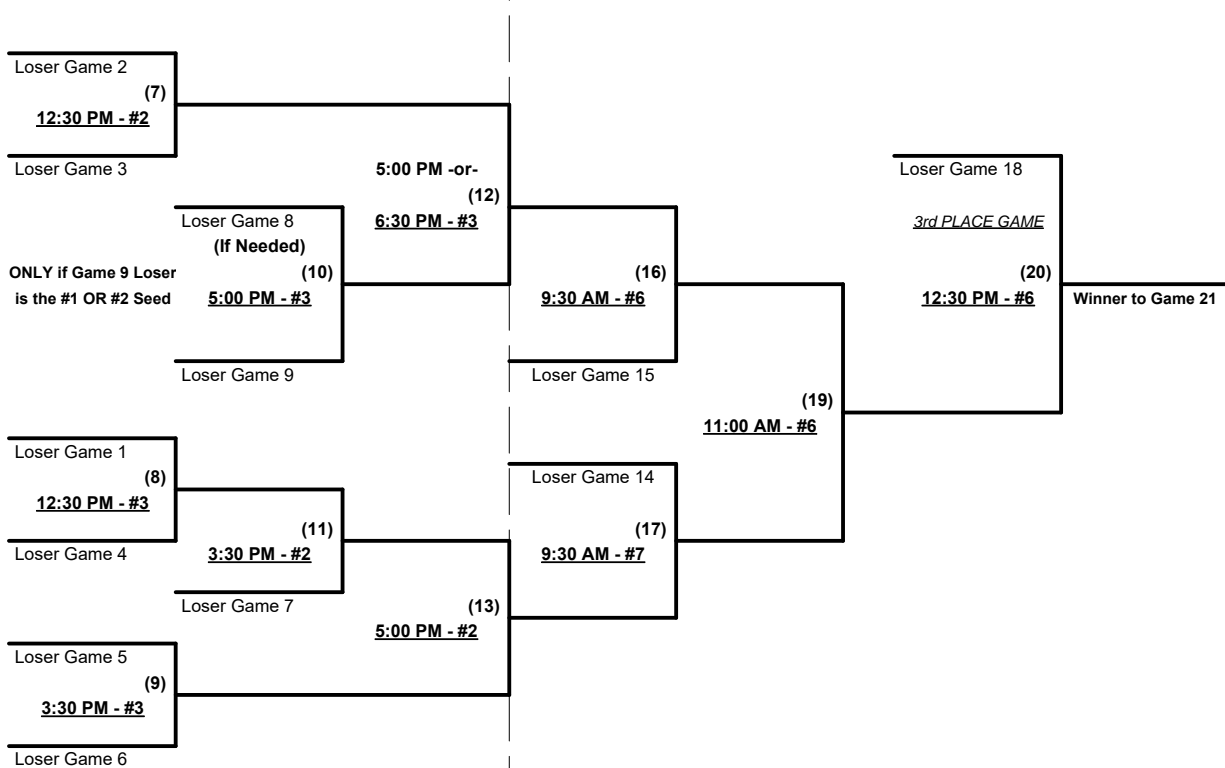 Loser Game 2
(7)
12:30 PM - #2
Loser Game 3
5:00 PM -or-
(12)
6:30 PM - #3
Loser Game 8
(If Needed)
ONLY if Game 9 Loser
is the #1 OR #2 Seed
(10)
5:00 PM - #3
Loser Game 9
(16)
9:30 AM - #6
Loser Game 15
Loser Game 18
3rd PLACE GAME
(20)
12:30 PM - #6
Winner to Game 21
(19)
11:00 AM - #6
Loser Game 1
(8)
12:30 PM - #3
Loser Game 4
(11)
3:30 PM - #2
Loser Game 7
Loser Game 14
(17)
9:30 AM - #7
(13)
5:00 PM - #2
Loser Game 5
(9)
3:30 PM - #3
Loser Game 6